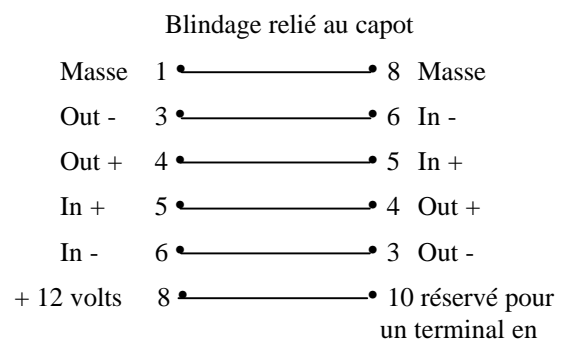 Blindage relié au capot
Masse 1 8 Masse
Out - 3 6 In -
Out + 4 5 In +
In + 5 4 Out +
In - 6 3 Out -
+ 12 volts 8 10 réservé pour
un terminal en